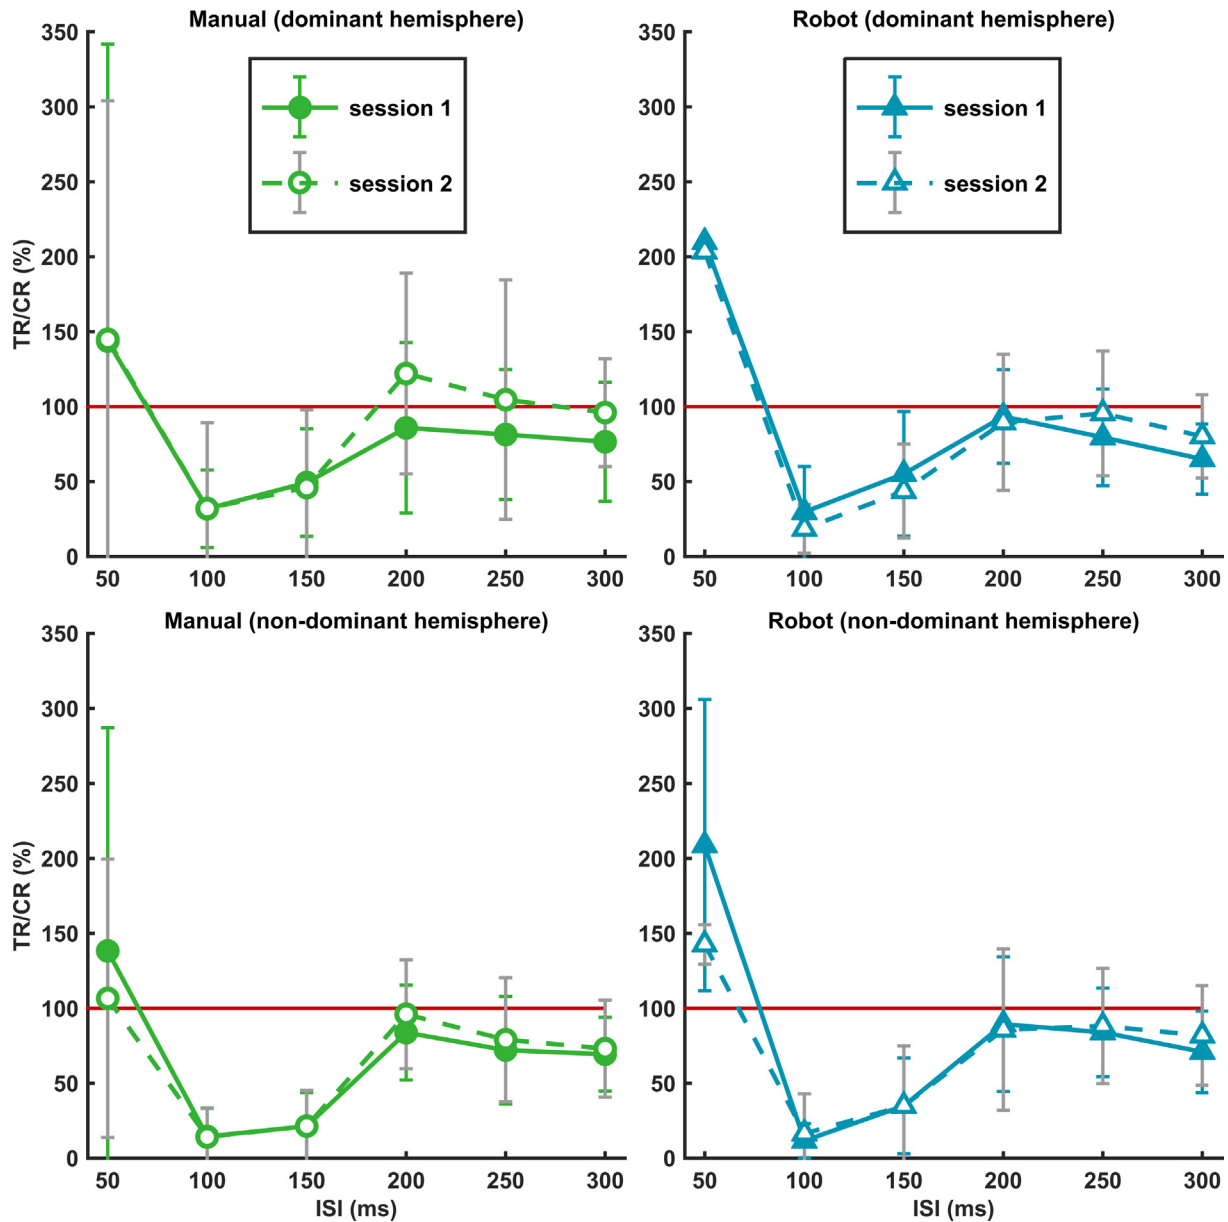 Manual (dominant hemisphere)
350
300
250
200
150
100
50
0
TR/CR (%)
session 1
session 2
50 100 150 200 250 300
Robot (dominant hemisphere)
350
300
250
200
150
100
50
0
session 1
session 2
50 100 150 200 250 300
Manual (non-dominant hemisphere)
350
300
250
200
150
100
50
0
TR/CR (%)
50 100 150 200 250 300
ISI (ms)
Robot (non-dominant hemisphere)
350
300
250
200
150
100
50
0
50 100 150 200 250 300
ISI (ms)